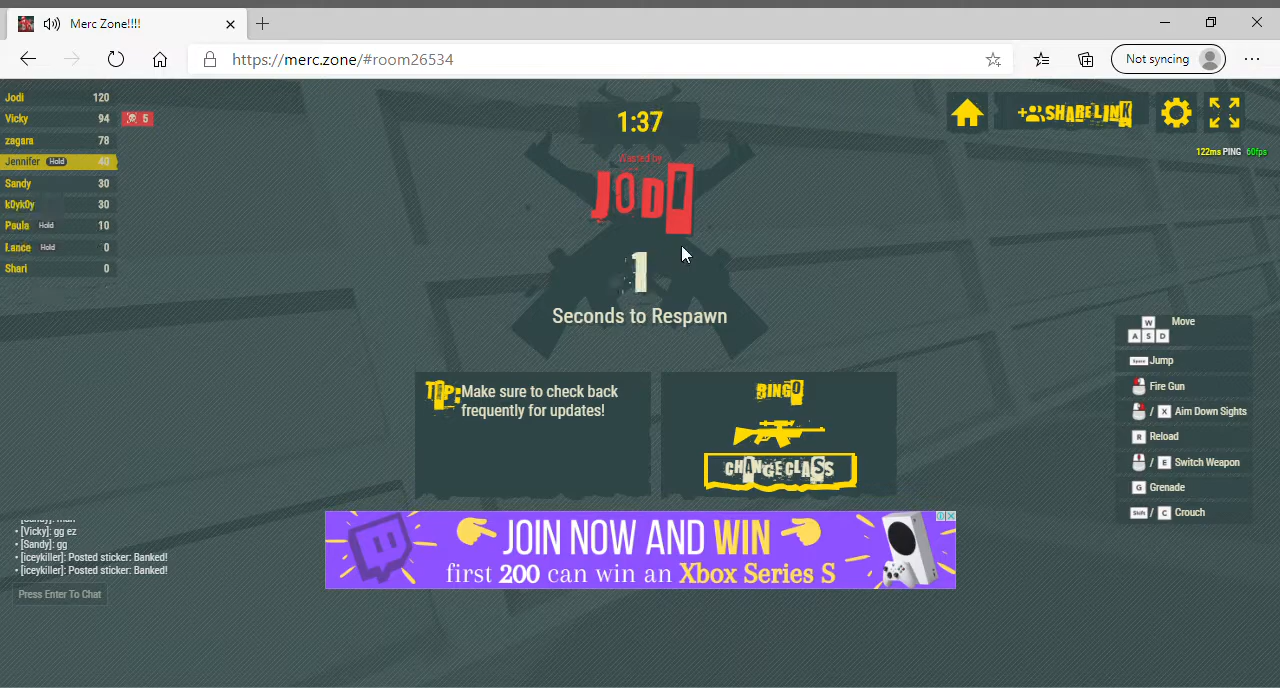 Merc Zone!!!!
https://merc.zone/#room26534
Not syncing
Jodi 120
Vicky 94 5
zagara 78
Jennifer Hold 40
Sandy 30
k0yk0y 30
Paula Hold 10
Lance Hold 0
Shari 0
1:37
Wasted by
JODI
1
Seconds to Respawn
+ SHARE LINK
122ms PING 60fps
W
A S D Move
Space Jump
Fire Gun
/ X Aim Down Sights
R Reload
/ E Switch Weapon
G Grenade
Shift / C Crouch
TIP: Make sure to check back
frequently for updates!
BINGO
CHANGE CLASS
• [Vicky]: gg ez
• [Sandy]: gg
• [iceykiller]: Posted sticker: Banked!
• [iceykiller]: Posted sticker: Banked!
Press Enter To Chat
JOIN NOW AND WIN
first 200 can win an Xbox Series S